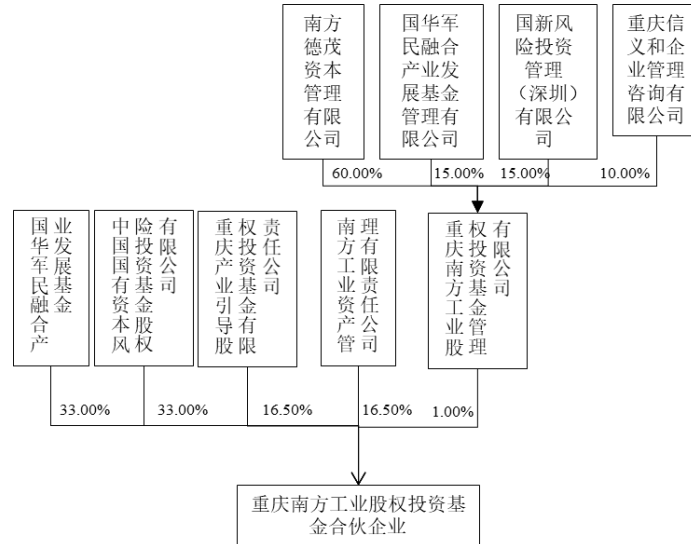 南方
德茂
资本
管理
有限
公司
国华军
民融合
产业发
展基金
管理有
限公司
国新风
险投资
管理
（深圳）
有限公
司
重庆信
义和企
业管理
咨询有
限公司
60.00%
15.00%
15.00%
10.00%
国华军民融合产
业发展基金
中国国有资本风
险投资基金股权
有限公司
重庆产业引导股
权投资基金有限
责任公司
南方工业资产管
理有限责任公司
重庆南方工业股
权投资基金管理
有限公司
33.00%
33.00%
16.50%
16.50%
1.00%
重庆南方工业股权投资基
金合伙企业